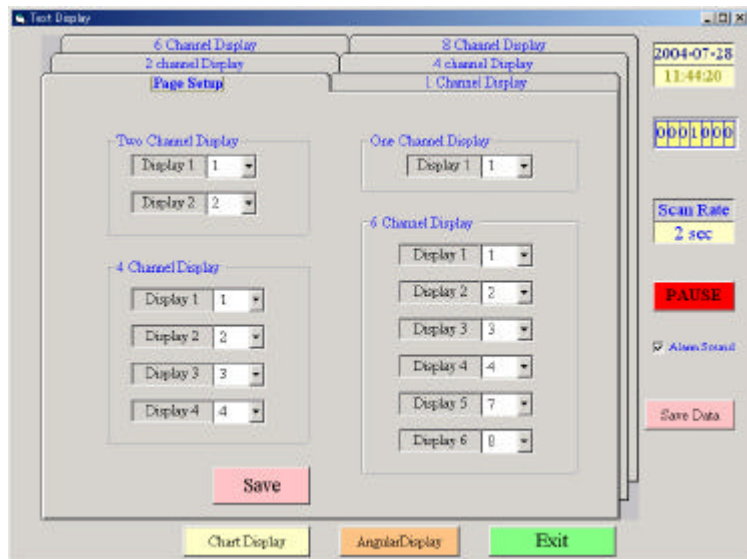 Text Display
6 Channel Display
8 Channel Display
2 channel Display
4 channel Display
Page Setup
1 Channel Display
Two Channel Display
Display 1 1
Display 2 2
4 Channel Display
Display 1 1
Display 2 2
Display 3 3
Display 4 4
Save
One Channel Display
Display 1 1
6 Channel Display
Display 1 1
Display 2 2
Display 3 3
Display 4 4
Display 5 7
Display 6 8
2004-07-28
11:44:20
0001000
Scan Rate
2 sec
PAUSE
Alarm Sound
Save Data
Chart Display
AngularDisplay
Exit